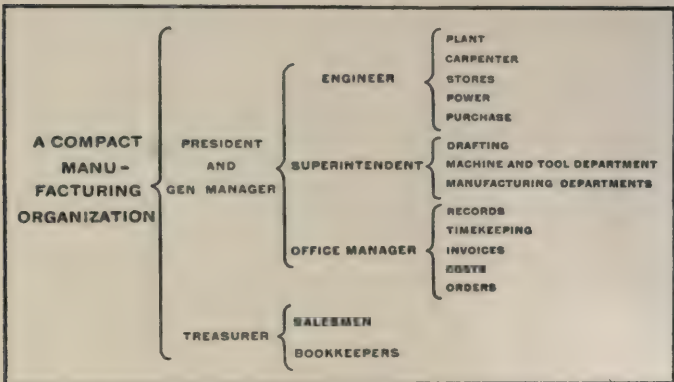 A COMPACT
MANU-
FACTURING
ORGANIZATION
PRESIDENT
AND
GEN MANAGER
ENGINEER
PLANT
CARPENTER
STORES
POWER
PURCHASE
SUPERINTENDENT
DRAFTING
MACHINE AND TOOL DEPARTMENT
MANUFACTURING DEPARTMENTS
OFFICE MANAGER
RECORDS
TIMEKEEPING
INVOICES
COSTS
ORDERS
TREASURER
SALESMEN
BOOKKEEPERS